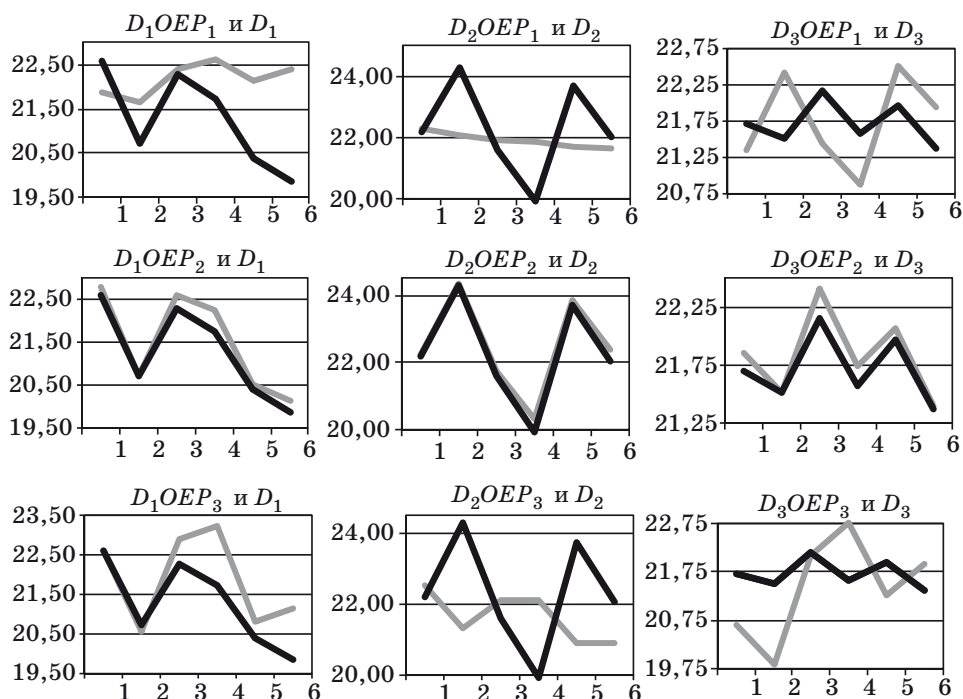 D₁OEP₁ и D₁
22,50
21,50
20,50
19,50
1 2 3 4 5 6
D₂OEP₁ и D₂
24,00
22,00
20,00
1 2 3 4 5 6
D₃OEP₁ и D₃
22,75
22,25
21,75
21,25
20,75
1 2 3 4 5 6
D₁OEP₂ и D₁
22,50
21,50
20,50
19,50
1 2 3 4 5 6
D₂OEP₂ и D₂
24,00
22,00
20,00
1 2 3 4 5 6
D₃OEP₂ и D₃
22,25
21,75
21,25
1 2 3 4 5 6
D₁OEP₃ и D₁
23,50
22,50
21,50
20,50
19,50
1 2 3 4 5 6
D₂OEP₃ и D₂
24,00
22,00
20,00
1 2 3 4 5 6
D₃OEP₃ и D₃
22,75
21,75
20,75
19,75
1 2 3 4 5 6